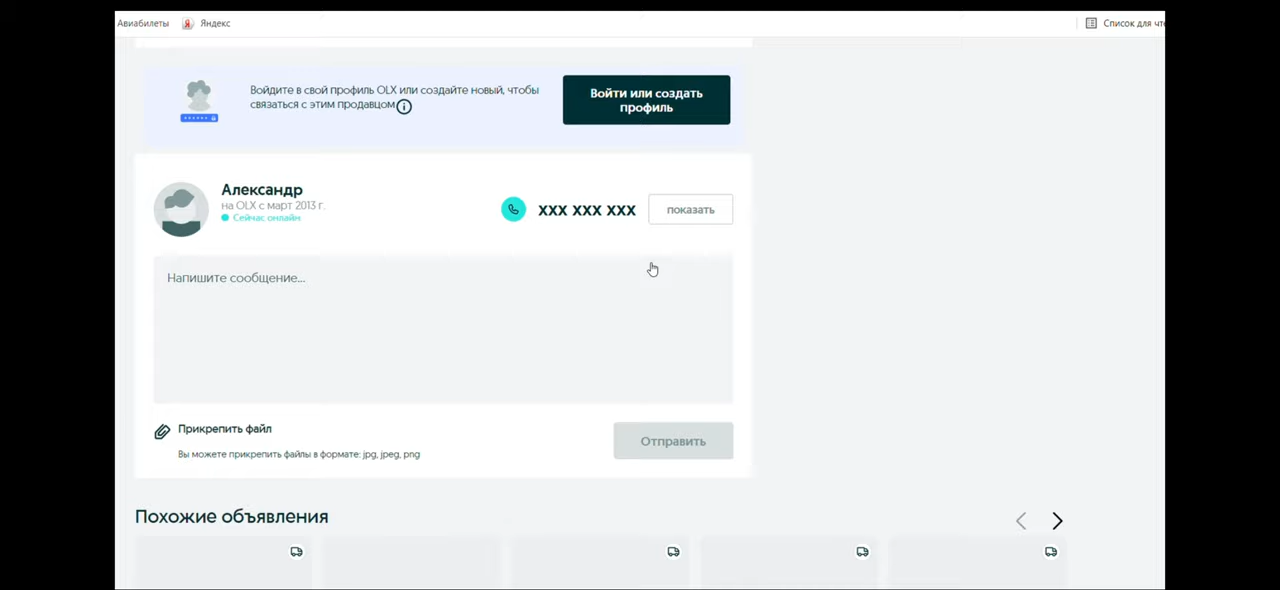 Авиабилеты
Яндекс
Список для
Войдите в свой профиль OLX или создайте новый, чтобы
связаться с этим продавцом
Войти или создать
профиль
Александр
на OLX с март 2013 г.
Сейчас онлайн
XXX XXX XXX
показать
Напишите сообщение...
Прикрепить файл
Вы можете прикрепить файлы в формате: jpg, jpeg, png
Отправить
Похожие объявления